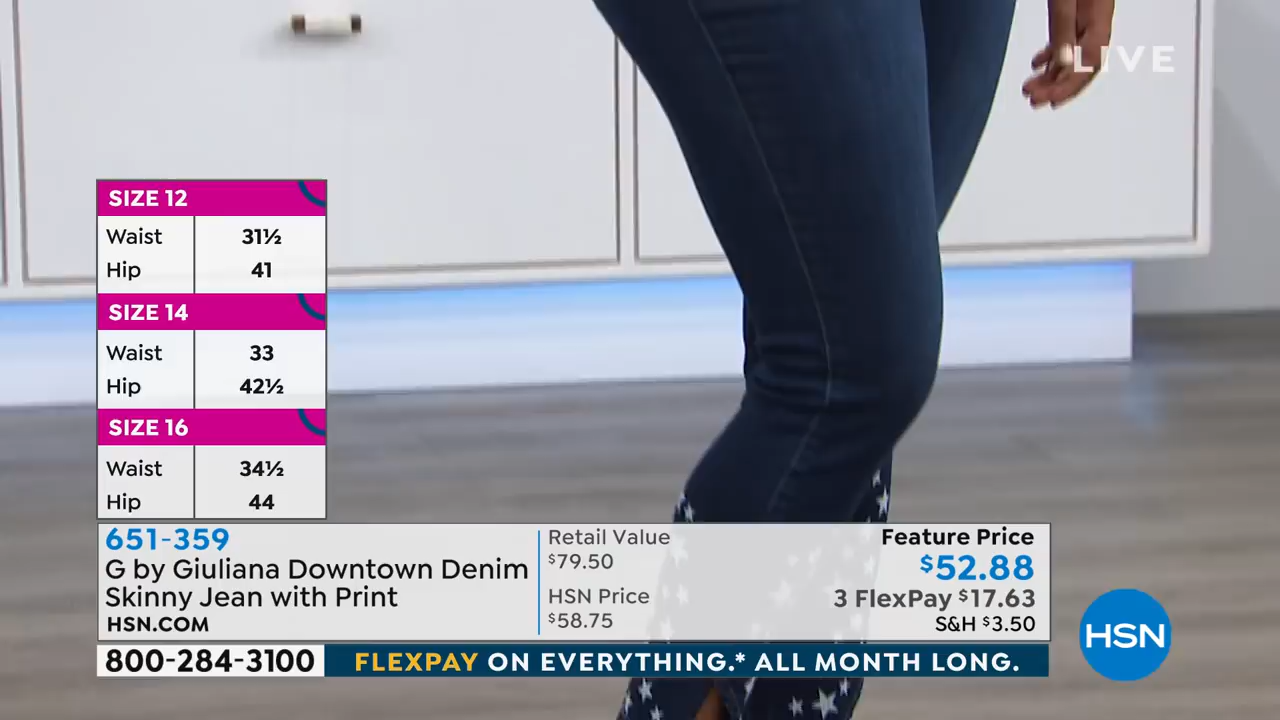 LIVE
SIZE 12
Waist 31½
Hip 41
SIZE 14
Waist 33
Hip 42½
SIZE 16
Waist 34½
Hip 44
651-359
G by Giuliana Downtown Denim
Skinny Jean with Print
HSN.COM
Retail Value
$79.50
HSN Price
$58.75
Feature Price
$52.88
3 FlexPay $17.63
S&H $3.50
HSN
800-284-3100
FLEXPAY ON EVERYTHING.* ALL MONTH LONG.